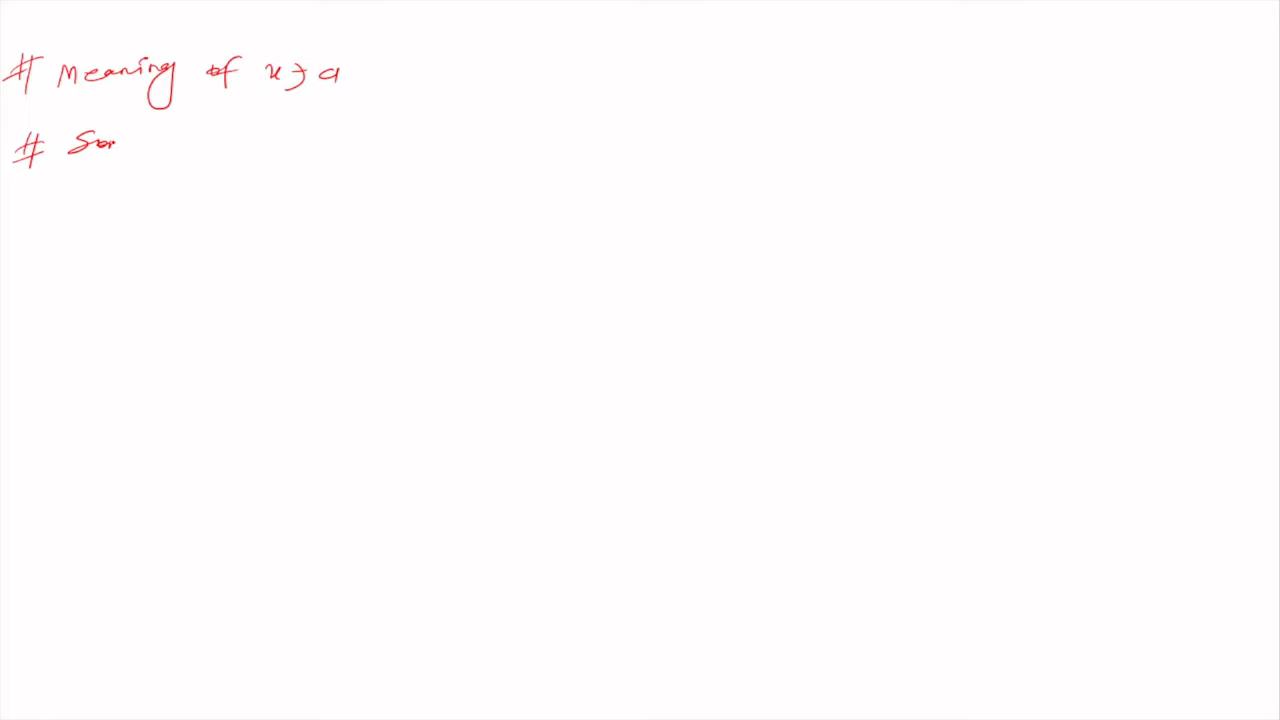 # Meaning of x → a
#